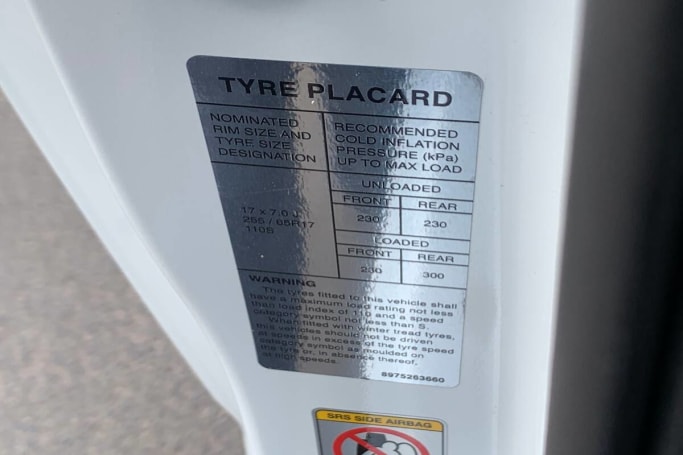 TYRE PLACARD
NOMINATED
RIM SIZE AND
TYRE SIZE
DESIGNATION
RECOMMENDED
COLD INFLATION
PRESSURE (kPa)
UP TO MAX LOAD
UNLOADED
FRONT REAR
17 x 7.0 J
255 / 65R17
110S
230 230
LOADED
FRONT REAR
230 300
WARNING
The tyres fitted to this vehicle shall
have a maximum load rating not less
than load index of 110 and a speed
category symbol not less than S.
When fitted with winter tread tyres,
this vehicles should not be driven
at speeds in excess of the tyre speed
category symbol as moulded on
the tyre or, in absence thereof,
at high speeds.
8975263660
SRS SIDE AIRBAG